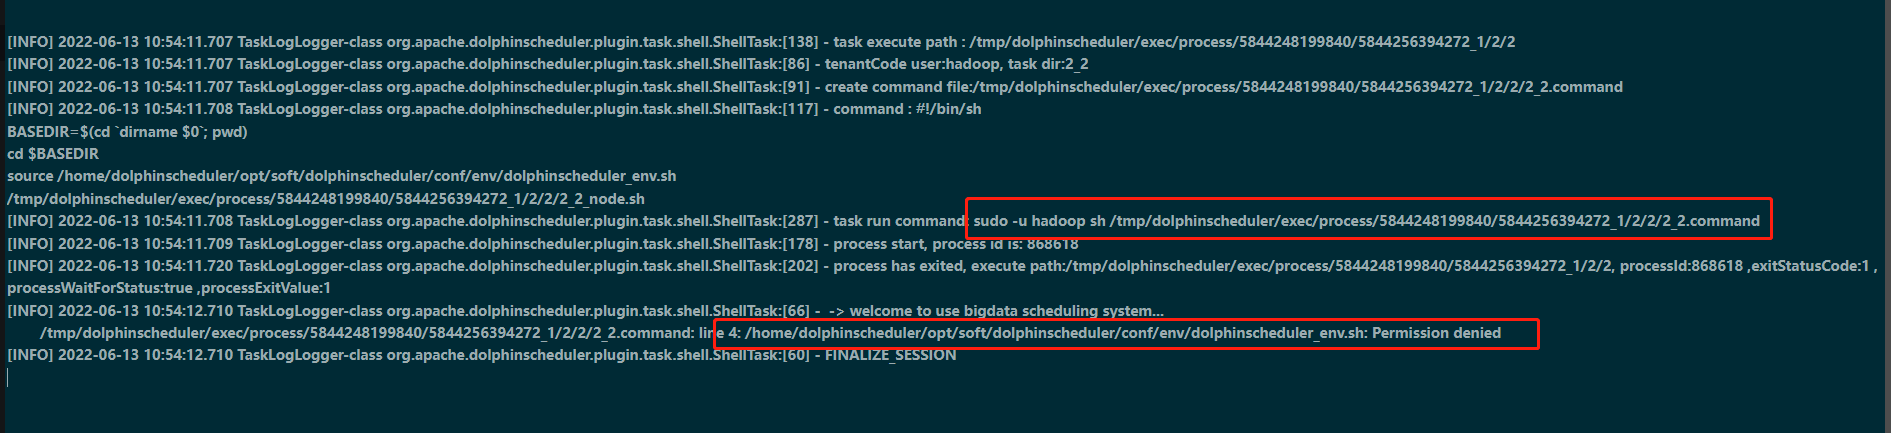 [INFO] 2022-06-13 10:54:11.707 TaskLogLogger-class org.apache.dolphinscheduler.plugin.task.shell.ShellTask:[138] - task execute path : /tmp/dolphinscheduler/exec/process/5844248199840/5844256394272_1/2/2
[INFO] 2022-06-13 10:54:11.707 TaskLogLogger-class org.apache.dolphinscheduler.plugin.task.shell.ShellTask:[86] - tenantCode user:hadoop, task dir:2_2
[INFO] 2022-06-13 10:54:11.707 TaskLogLogger-class org.apache.dolphinscheduler.plugin.task.shell.ShellTask:[91] - create command file:/tmp/dolphinscheduler/exec/process/5844248199840/5844256394272_1/2/2/2_2.command
[INFO] 2022-06-13 10:54:11.708 TaskLogLogger-class org.apache.dolphinscheduler.plugin.task.shell.ShellTask:[117] - command : #!/bin/sh
BASEDIR=$(cd `dirname $0`; pwd)
cd $BASEDIR
source /home/dolphinscheduler/opt/soft/dolphinscheduler/conf/env/dolphinscheduler_env.sh
/tmp/dolphinscheduler/exec/process/5844248199840/5844256394272_1/2/2/2_2_node.sh
[INFO] 2022-06-13 10:54:11.708 TaskLogLogger-class org.apache.dolphinscheduler.plugin.task.shell.ShellTask:[287] - task run command: sudo -u hadoop sh /tmp/dolphinscheduler/exec/process/5844248199840/5844256394272_1/2/2/2_2.command
[INFO] 2022-06-13 10:54:11.709 TaskLogLogger-class org.apache.dolphinscheduler.plugin.task.shell.ShellTask:[178] - process start, process id is: 868618
[INFO] 2022-06-13 10:54:11.720 TaskLogLogger-class org.apache.dolphinscheduler.plugin.task.shell.ShellTask:[202] - process has exited, execute path:/tmp/dolphinscheduler/exec/process/5844248199840/5844256394272_1/2/2, processId:868618 ,exitStatusCode:1 ,
processWaitForStatus:true ,processExitValue:1
[INFO] 2022-06-13 10:54:12.710 TaskLogLogger-class org.apache.dolphinscheduler.plugin.task.shell.ShellTask:[66] -  -> welcome to use bigdata scheduling system...
/tmp/dolphinscheduler/exec/process/5844248199840/5844256394272_1/2/2/2_2.command: line 4: /home/dolphinscheduler/opt/soft/dolphinscheduler/conf/env/dolphinscheduler_env.sh: Permission denied
[INFO] 2022-06-13 10:54:12.710 TaskLogLogger-class org.apache.dolphinscheduler.plugin.task.shell.ShellTask:[60] - FINALIZE_SESSION